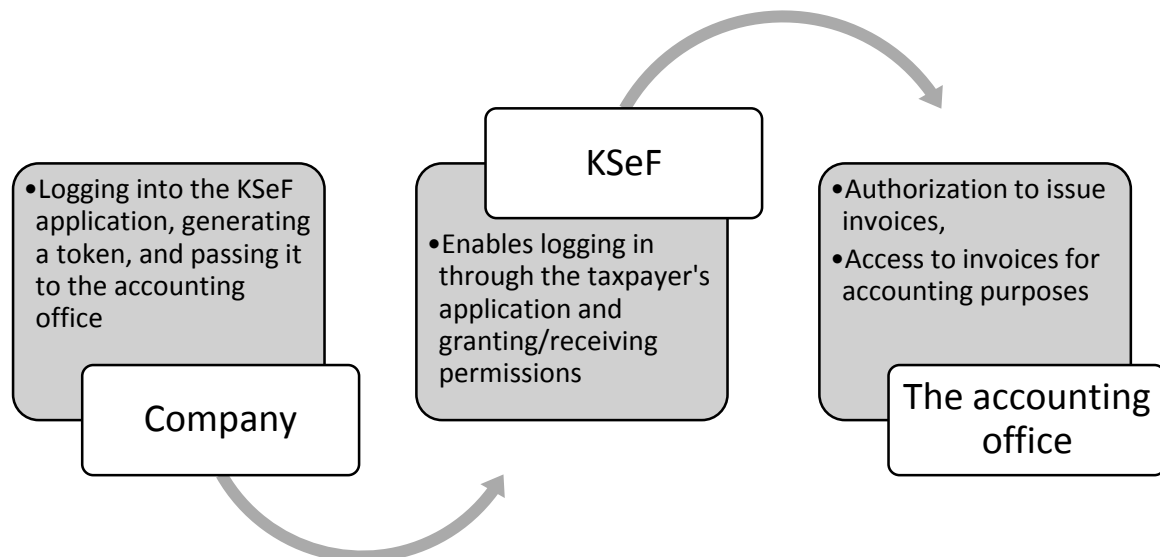 •Logging into the KSeF
application, generating
a token, and passing it
to the accounting
office
Company
KSeF
•Enables logging in
through the taxpayer's
application and
granting/receiving
permissions
•Authorization to issue
invoices,
•Access to invoices for
accounting purposes
The accounting
office